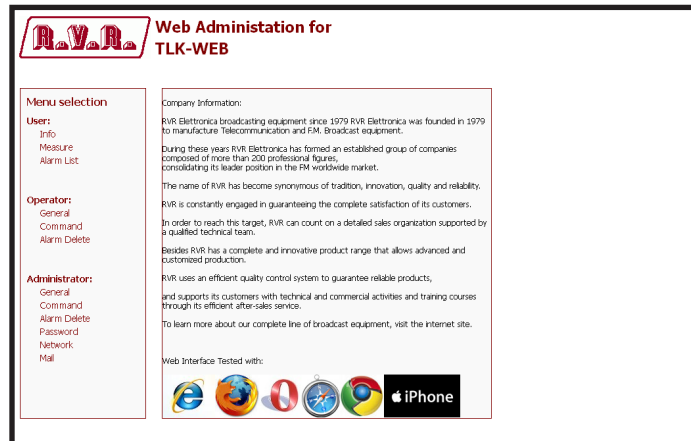 R.V.R.
Web Administation for
TLK-WEB
Menu selection
User:
Info
Measure
Alarm List
Operator:
General
Command
Alarm Delete
Administrator:
General
Command
Alarm Delete
Password
Network
Mail
Company Information:
RVR Elettronica broadcasting equipment since 1979 RVR Elettronica was founded in 1979
to manufacture Telecommunication and F.M. Broadcast equipment.
During these years RVR Elettronica has formed an established group of companies
composed of more than 200 professional figures,
consolidating its leader position in the FM worldwide market.
The name of RVR has become synonymous of tradition, innovation, quality and reliability.
RVR is constantly engaged in guaranteeing the complete satisfaction of its customers.
In order to reach this target, RVR can count on a detailed sales organization supported by
a qualified technical team.
Besides RVR has a complete and innovative product range that allows advanced and
customized production.
RVR uses an efficient quality control system to guarantee reliable products,
and supports its customers with technical and commercial activities and training courses
through its efficient after-sales service.
To learn more about our complete line of broadcast equipment, visit the internet site.
Web Interface Tested with:
iPhone